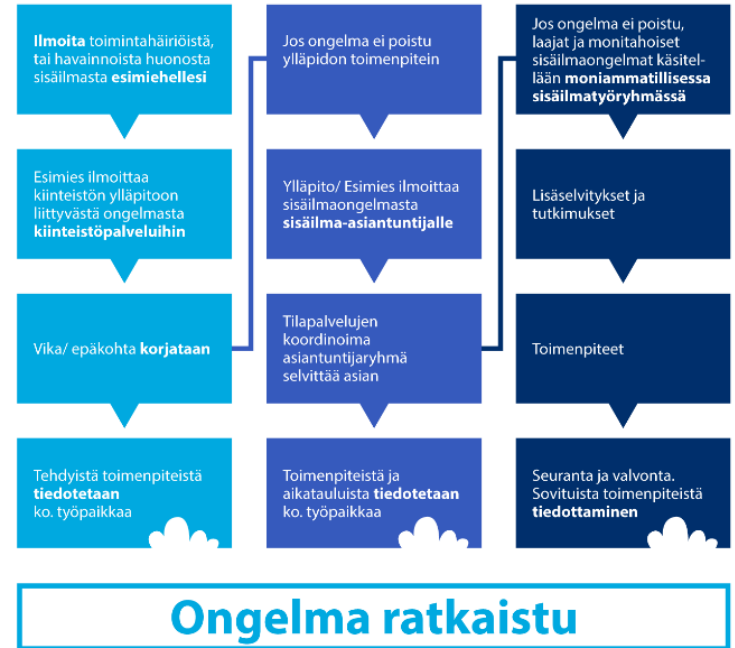 Ilmoita toimintahäiriöistä,
tai havainnoista huonosta
sisäilmasta esimiehellesi
Esimies ilmoittaa
kiinteistön ylläpitoon
liittyvästä ongelmasta
kiinteistöpalveluihin
Vika/ epäkohta korjataan
Tehdyistä toimenpiteistä
tiedotetaan
ko. työpaikkaa
Jos ongelma ei poistu
ylläpidon toimenpitein
Ylläpito/ Esimies ilmoittaa
sisäilmaongelmasta
sisäilma-asiantuntijalle
Tilapalvelujen
koordinoima
asiantuntijaryhmä
selvittää asian
Toimenpiteistä ja
aikatauluista tiedotetaan
ko. työpaikkaa
Jos ongelma ei poistu,
laajat ja monitahoiset
sisäilmaongelmat käsitel-
lään moniammatillisessa
sisäilmatyöryhmässä
Lisäselvitykset ja
tutkimukset
Toimenpiteet
Seuranta ja valvonta.
Sovituista toimenpiteistä
tiedottaminen
Ongelma ratkaistu